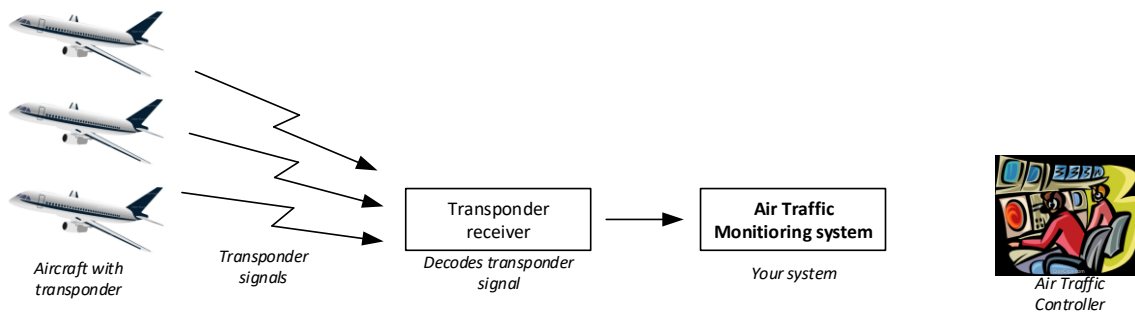 Aircraft with
transponder
Transponder
signals
Transponder
receiver
Decodes transponder
signal
Air Traffic
Monitioring system
Your system
Air Traffic
Controller